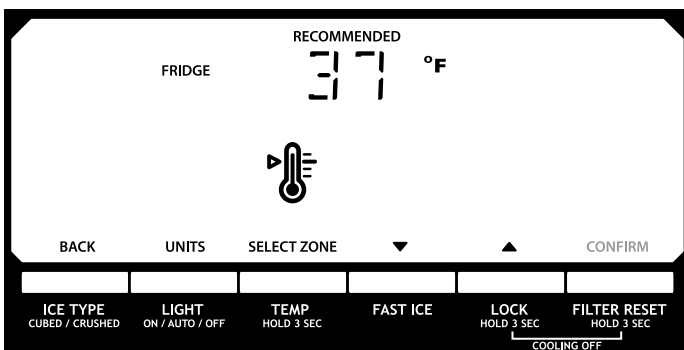 RECOMMENDED
FRIDGE 37 °F
BACK UNITS SELECT ZONE ▼ ▲ CONFIRM
ICE TYPE LIGHT TEMP FAST ICE LOCK FILTER RESET
CUBED / CRUSHED ON / AUTO / OFF HOLD 3 SEC HOLD 3 SEC HOLD 3 SEC
COOLING OFF